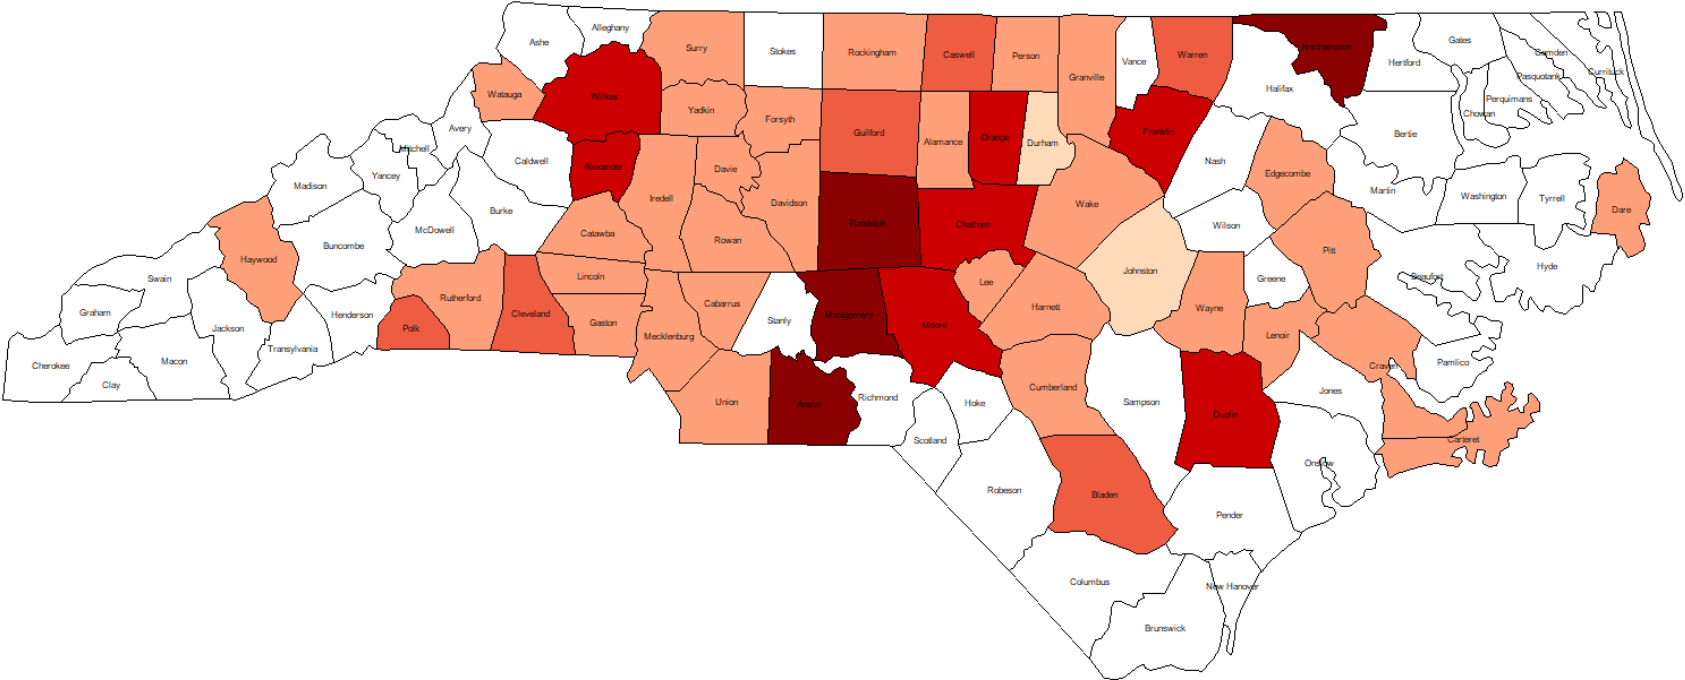 Alleghany
Ashe
Surry
Stokes
Rockingham
Caswell
Person
Granville
Vance
Warren
Northampton
Gates
Camden
Currituck
Hertford
Pasquotank
Halifax
Perquimans
Chowan
Watauga
Wilkes
Yadkin
Forsyth
Guilford
Alamance
Orange
Durham
Franklin
Bertie
Avery
Mitchell
Caldwell
Alexander
Davie
Nash
Edgecombe
Martin
Washington
Tyrrell
Dare
Madison
Yancey
Burke
Iredell
Davidson
Randolph
Chatham
Wake
Wilson
Haywood
Buncombe
McDowell
Catawba
Rowan
Pitt
Hyde
Swain
Rutherford
Lincoln
Johnston
Greene
Beaufort
Lee
Graham
Jackson
Henderson
Polk
Cleveland
Gaston
Mecklenburg
Cabarrus
Stanly
Montgomery
Moore
Harnett
Wayne
Lenoir
Cherokee
Clay
Macon
Transylvania
Craven
Pamlico
Union
Anson
Richmond
Hoke
Cumberland
Sampson
Duplin
Jones
Scotland
Carteret
Onslow
Robeson
Bladen
Pender
Columbus
New Hanover
Brunswick